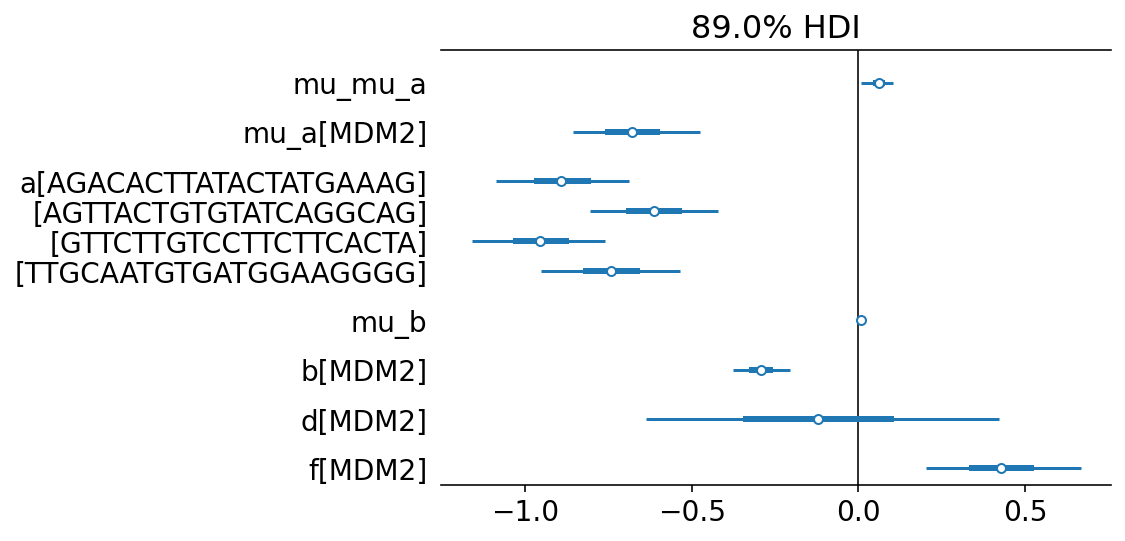 89.0% HDI
mu_mu_a
mu_a[MDM2]
a[AGACACTTATACTATGAAAG]
[AGTTACTGTGTATCAGGCAG]
[GTTCTTGTCCTTCTTCACTA]
[TTGCAATGTGATGGAAGGGG]
mu_b
b[MDM2]
d[MDM2]
f[MDM2]
−1.0 −0.5 0.0 0.5